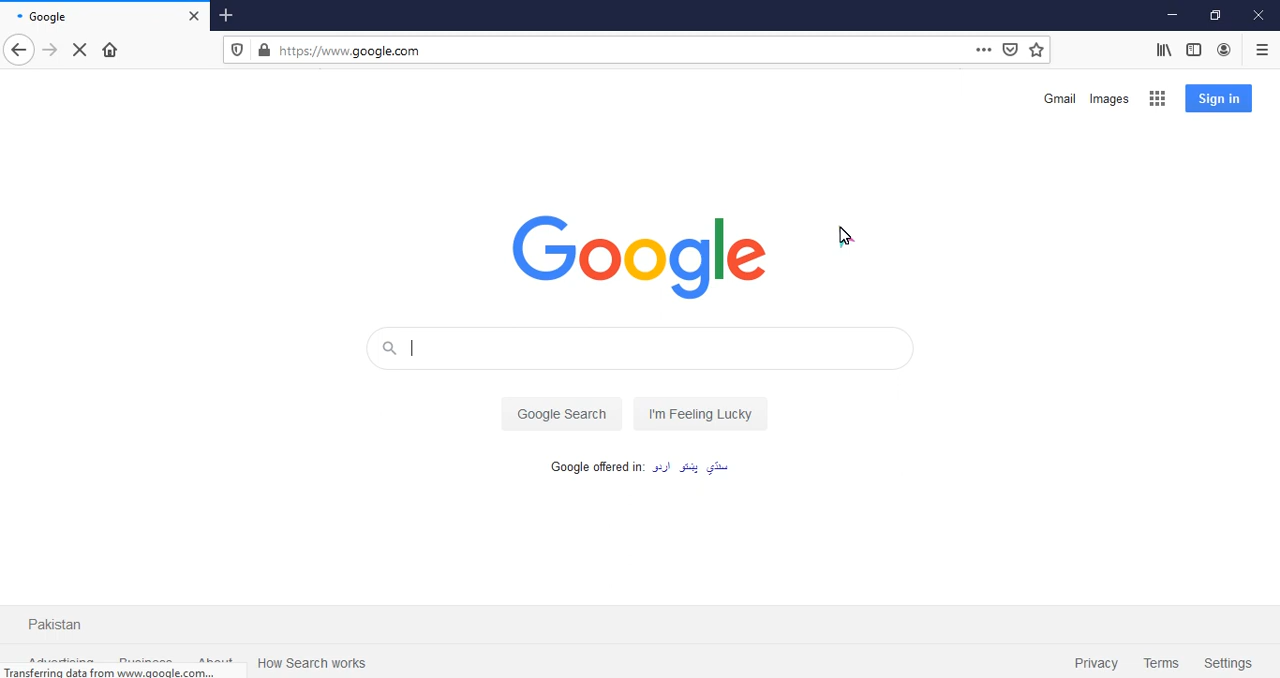 Google
https://www.google.com
Gmail Images Sign in
Google
Google Search I'm Feeling Lucky
Google offered in: اردو پښتو سنڌي
Pakistan
Advertising Business About How Search works Privacy Terms Settings
Transferring data from www.google.com...